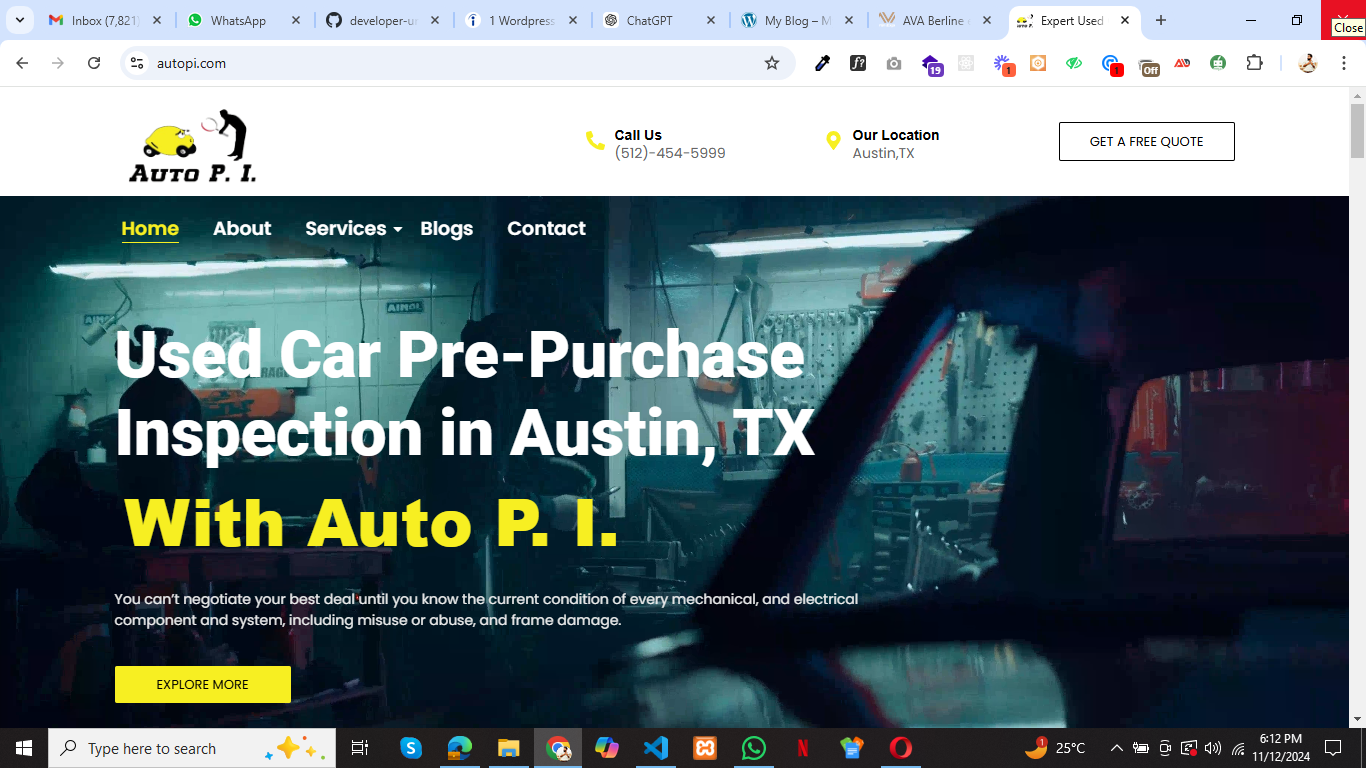 Inbox (7,821)
WhatsApp
developer-ur
1 Wordpress
ChatGPT
My Blog – M
AVA Berline
Expert Used
Close
autopi.com
19
1
1
Off
AUTO P. I.
Call Us
(512)-454-5999
Our Location
Austin,TX
GET A FREE QUOTE
Home
About
Services
Blogs
Contact
AIMOL
Used Car Pre-Purchase
Inspection in Austin, TX
With Auto P. I.
You can’t negotiate your best deal until you know the current condition of every mechanical, and electrical
component and system, including misuse or abuse, and frame damage.
EXPLORE MORE
Type here to search
1
25°C
6:12 PM
11/12/2024